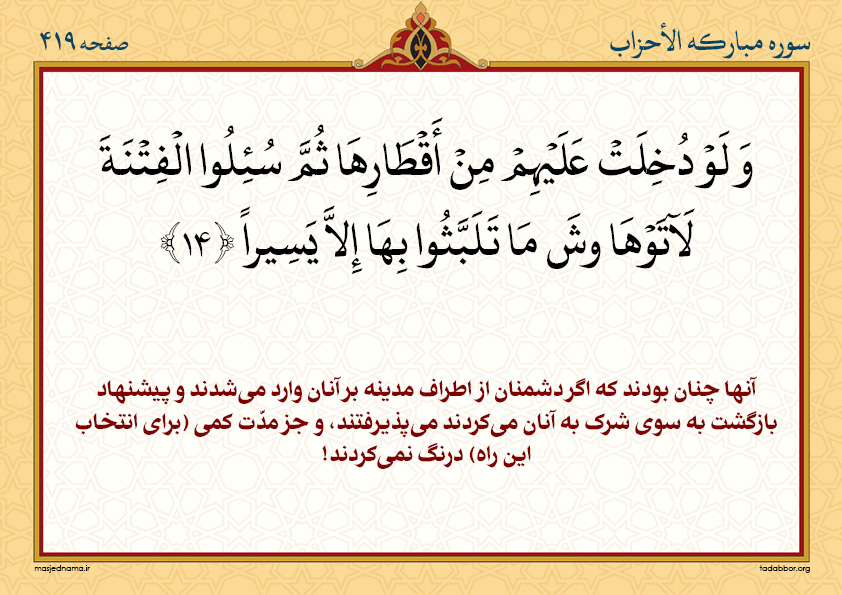 سوره مبارکه الأحزاب
صفحه ۴۱۹
وَلَوْ دُخِلَتْ عَلَيْهِمْ مِنْ أَقْطَارِهَا ثُمَّ سُئِلُوا الْفِتْنَةَ
لَآتَوْهَا وشَ مَا تَلَبَّثُوا بِهَا إِلاَّ يَسِيراً ﴿۱۴﴾
آنها چنان بودند که اگر دشمنان از اطراف مدینه بر آنان وارد می‌شدند و پیشنهاد
بازگشت به سوی شرک به آنان می‌کردند می‌پذیرفتند، و جز مدّت کمی (برای انتخاب
این راه) درنگ نمی‌کردند!
masjednama.ir
tadabbor.org